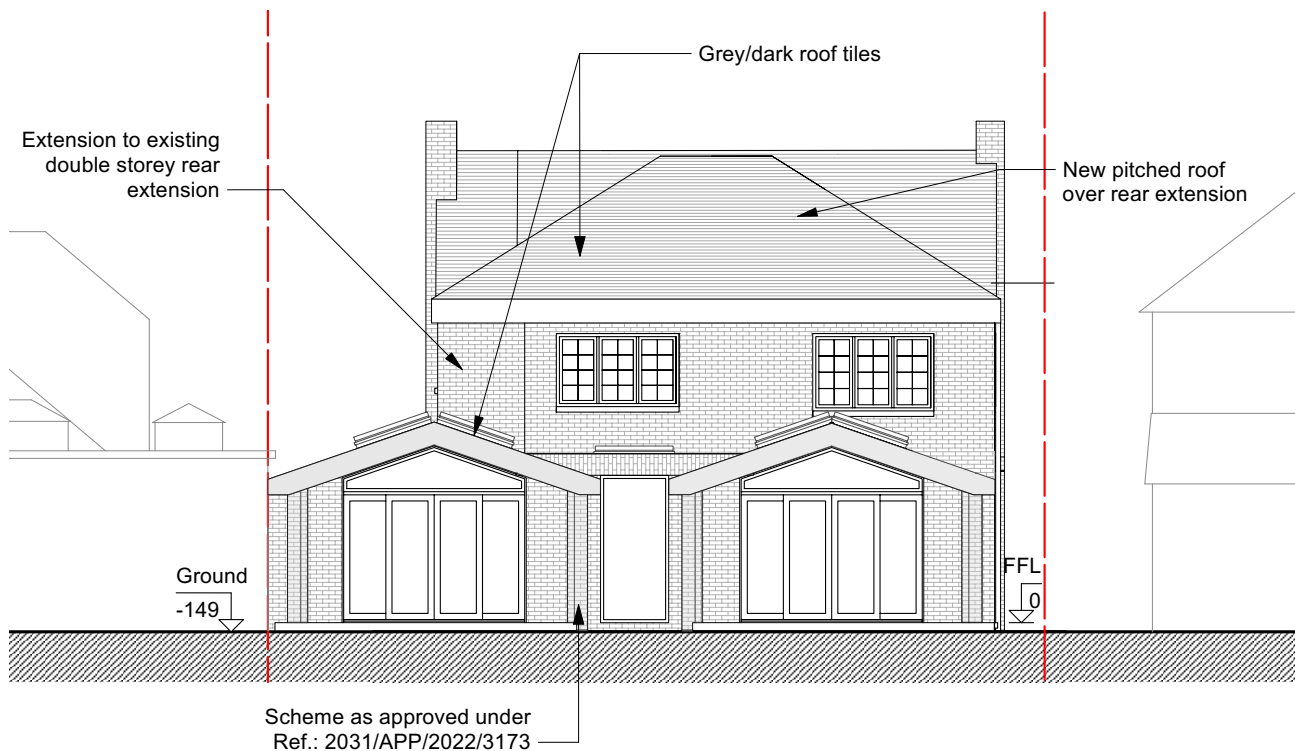 Grey/dark roof tiles
Extension to existing
double storey rear
extension
New pitched roof
over rear extension
Ground
-149
FFL
0
Scheme as approved under
Ref.: 2031/APP/2022/3173